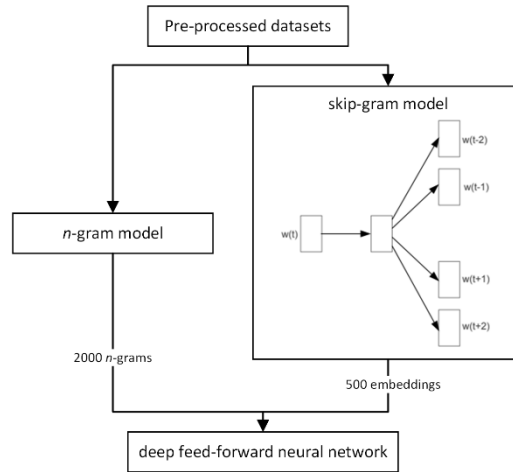 Pre-processed datasets
skip-gram model
w(t-2)
w(t-1)
w(t)
w(t+1)
w(t+2)
n-gram model
2000 n-grams
500 embeddings
deep feed-forward neural network